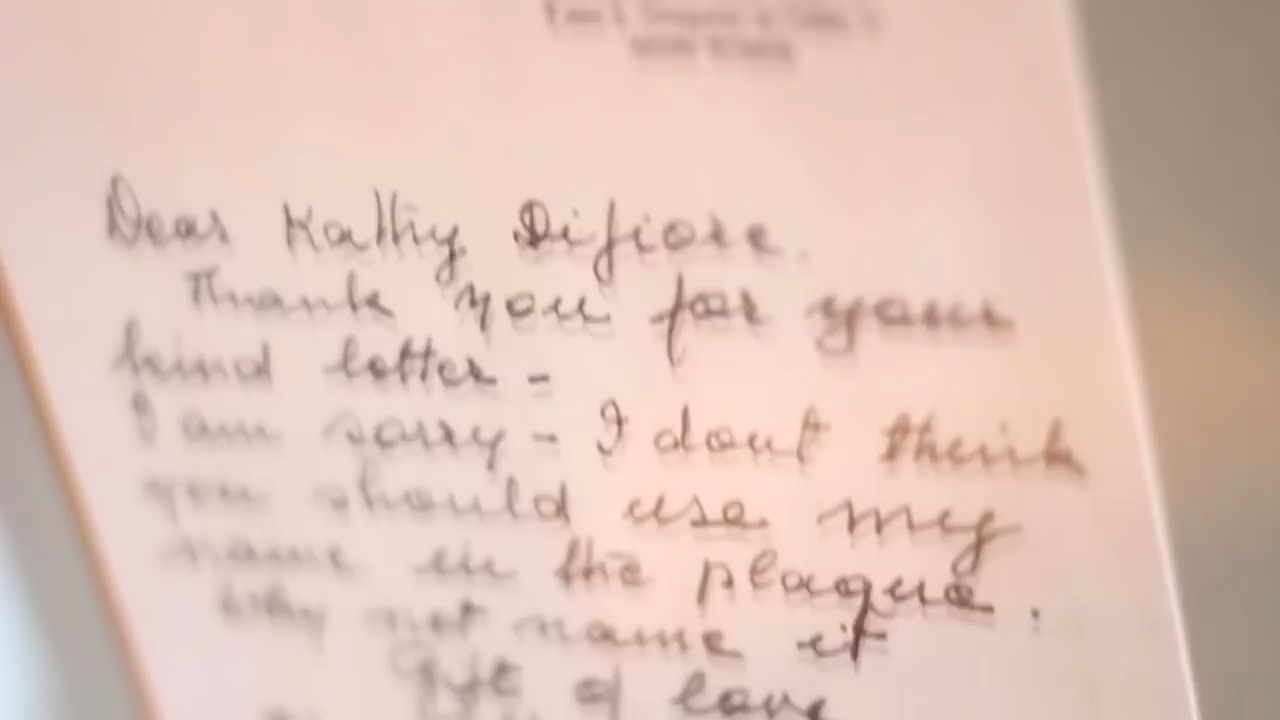 Dear Kathy Difiore.
Thank you for your
kind letter -
I am sorry - I dont think
you should use my
name in the plaque.
Why not name it
Gift of love